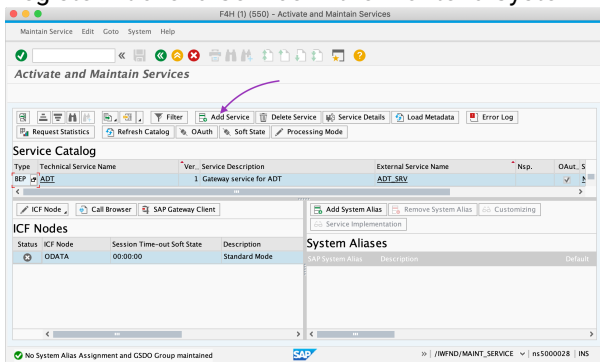 F4H (1) (550) - Activate and Maintain Services
Maintain Service Edit Goto System Help
Activate and Maintain Services
Filter Add Service Delete Service Service Details Load Metadata Error Log
Request Statistics Refresh Catalog OAuth Soft State Processing Mode
Service Catalog
Type Technical Service Name Ver... Service Description External Service Name Nsp. OAut...
BEP ADT 1 Gateway service for ADT ADT_SRV
ICF Node Call Browser SAP Gateway Client
Add System Alias Remove System Alias Customizing
Service Implementation
ICF Nodes
System Aliases
Status ICF Node Session Time-out Soft State Description
SAP System Alias Description Default
ODATA 00:00:00 Standard Mode
No System Alias Assignment and GSDO Group maintained
SAP
» /IWFND/MAINT_SERVICE ns5000028 INS